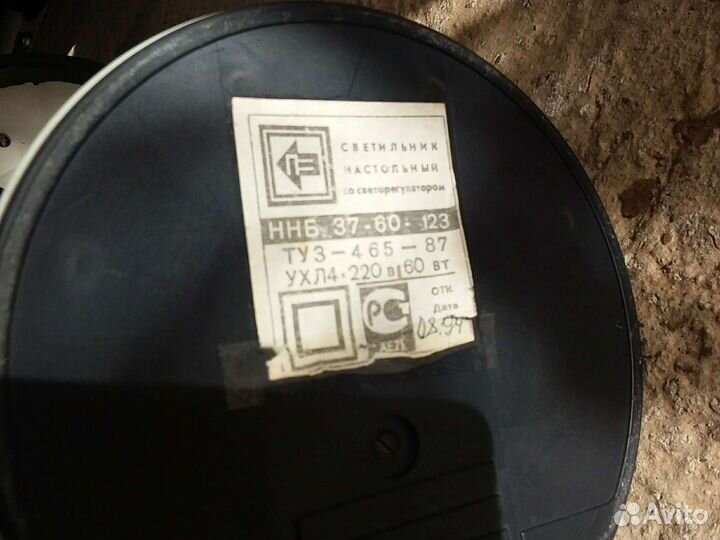 СВЕТИЛЬНИК
НАСТОЛЬНЫЙ
со светорегулятором
ННБ 37-60-123
ТУ3-465-87
УХЛ4·220 в 60 вт
ОТК
Дата
08.94
РС
АЕ71
Avito